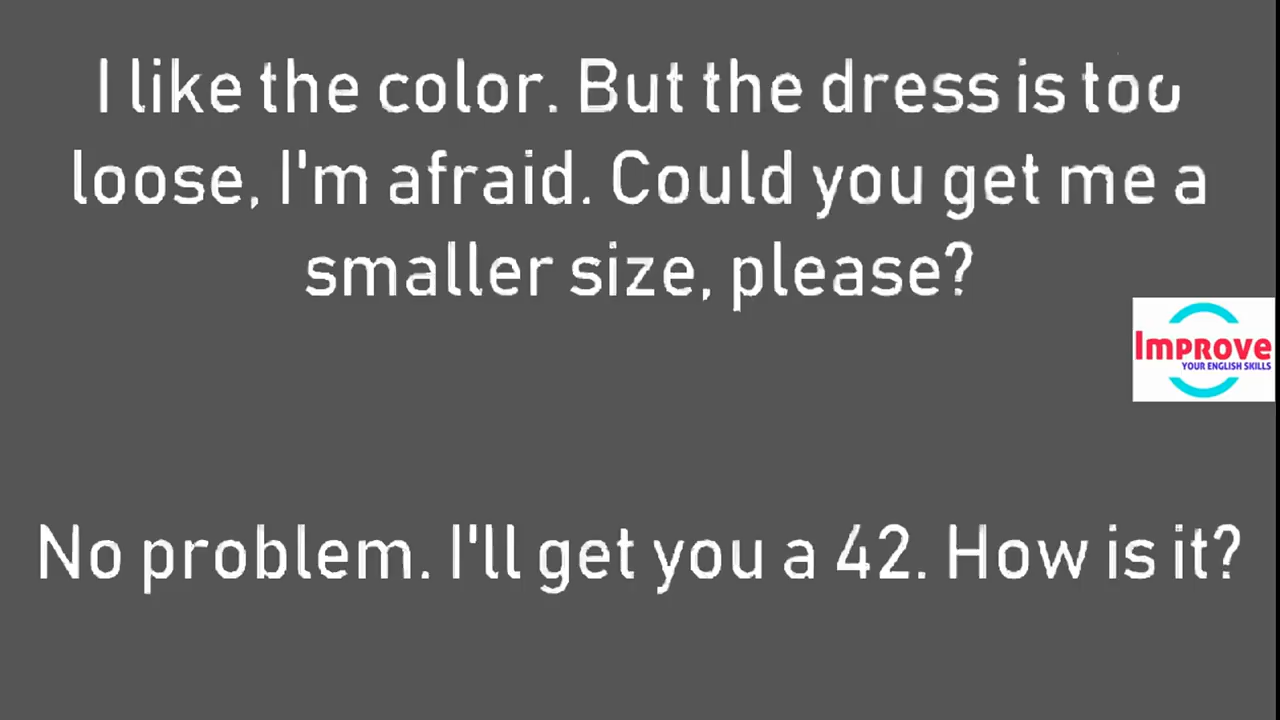 I like the color. But the dress is too
loose, I'm afraid. Could you get me a
smaller size, please?
Improve
YOUR ENGLISH SKILLS
No problem. I'll get you a 42. How is it?